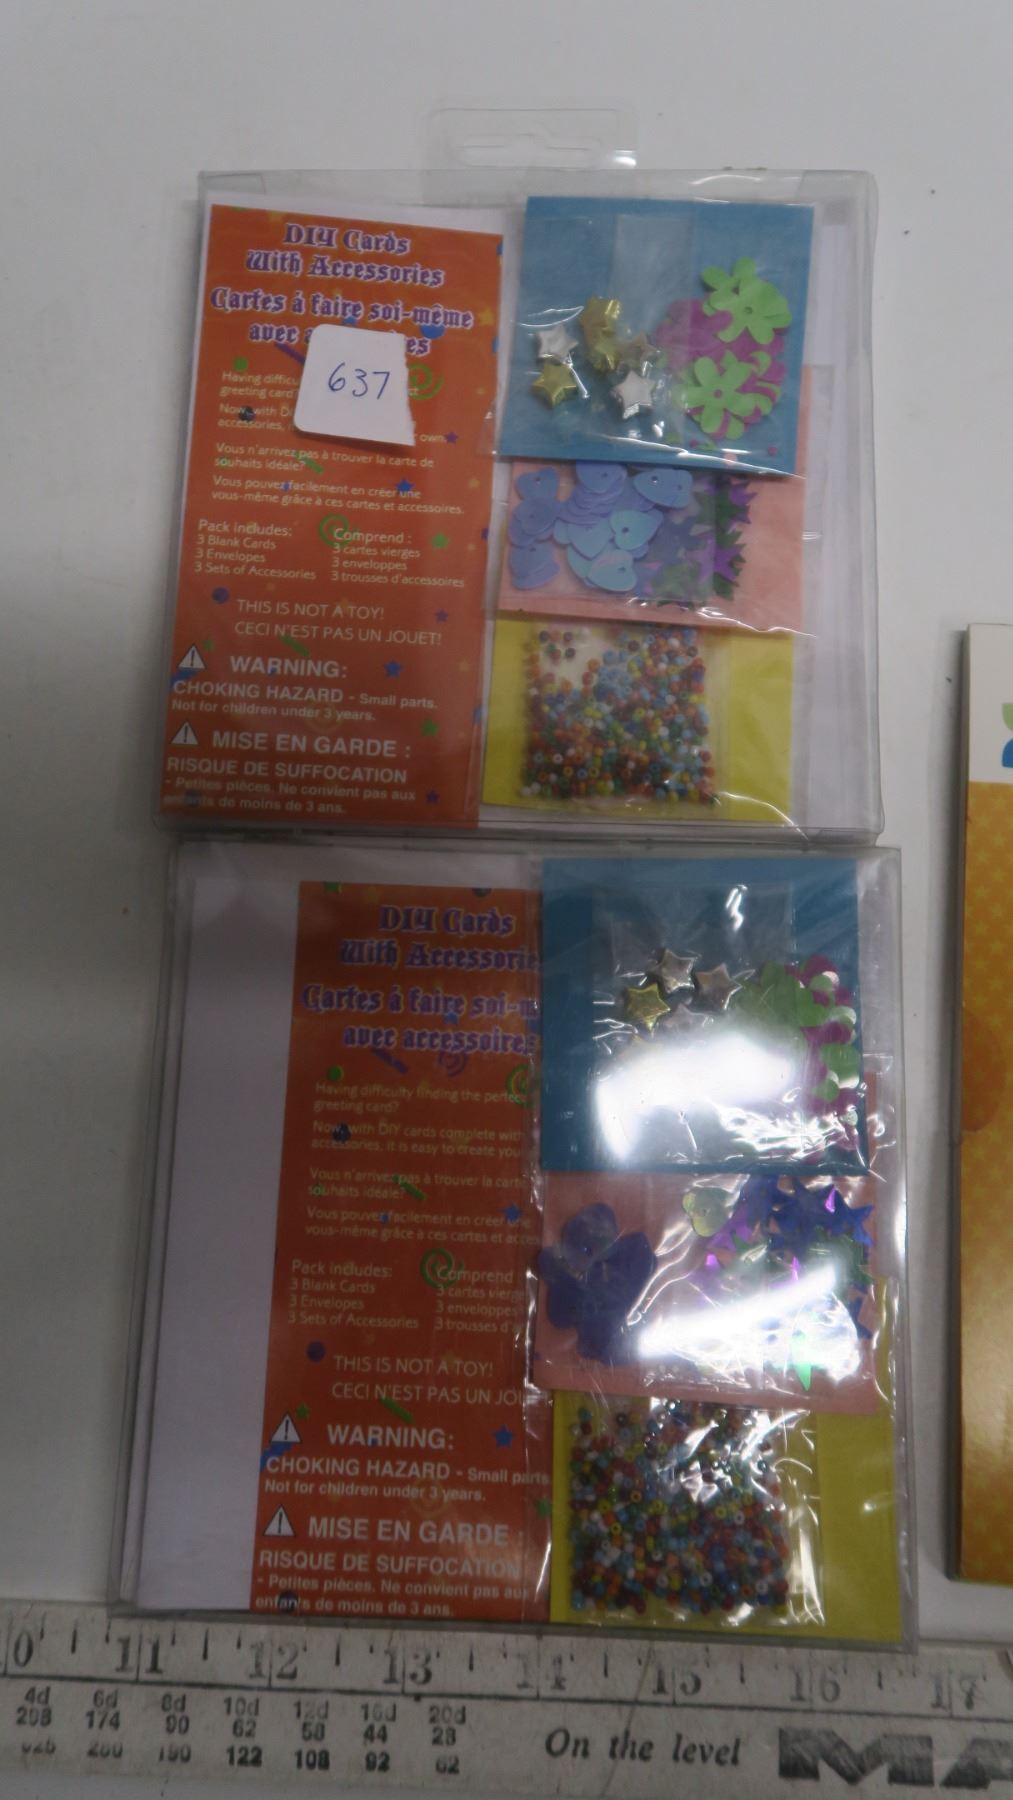 DIY Cards
With Accessories
Cartes à faire soi-même
avec
637
Having
greeting card
Now, with
accessories,
own.
Vous n'arrivez pas à trouver la carte de
souhaits idéale?
Vous pouvez facilement en créer une
vous-même grâce à ces cartes et accessoires.
Pack includes:
3 Blank Cards
3 Envelopes
3 Sets of Accessories
Comprend :
3 cartes vierges
3 enveloppes
3 trousses d'accessoires
THIS IS NOT A TOY!
CECI N'EST PAS UN JOUET!
WARNING:
CHOKING HAZARD - Small parts.
Not for children under 3 years.
MISE EN GARDE :
RISQUE DE SUFFOCATION
- Petites pièces. Ne convient pas aux
enfants de moins de 3 ans.
DIY Cards
With Accessorie
Cartes à faire soi-m
avec accessoires
Having difficulty finding the perfec
greeting card?
Now, with DIY cards complete with
accessories, it is easy to create you
Vous n'arrivez pas à trouver la carte
souhaits idéale?
Vous pouvez facilement en créer une
vous-même grâce à ces cartes et acces
Pack includes:
3 Blank Cards
3 Envelopes
3 Sets of Accessories
Comprend
3 cartes vierge
3 enveloppes
3 trousses d'a
THIS IS NOT A TOY!
CECI N'EST PAS UN JOU
WARNING:
CHOKING HAZARD - Small parts
Not for children under 3 years.
MISE EN GARDE :
RISQUE DE SUFFOCATION
- Petites pièces. Ne convient pas aux
enfants de moins de 3 ans.
0 11 12 13 14 15 16 17
4d 6d 8d 10d 12d 16d 20d
298 174 90 62 58 44 28
122 108 92 62
On the level